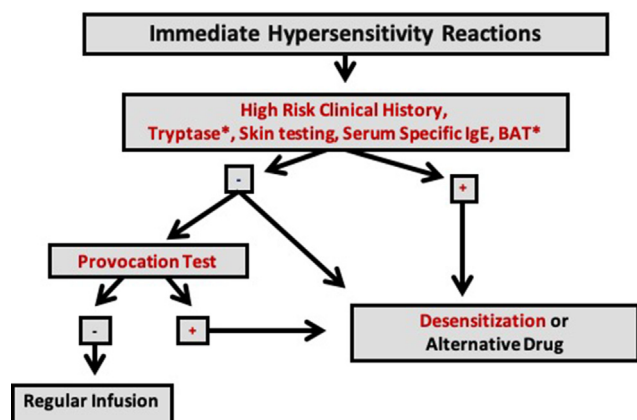 Immediate Hypersensitivity Reactions
High Risk Clinical History,
Tryptase*, Skin testing, Serum Specific IgE, BAT*
-
+
Provocation Test
-
+
Desensitization or
Alternative Drug
Regular Infusion